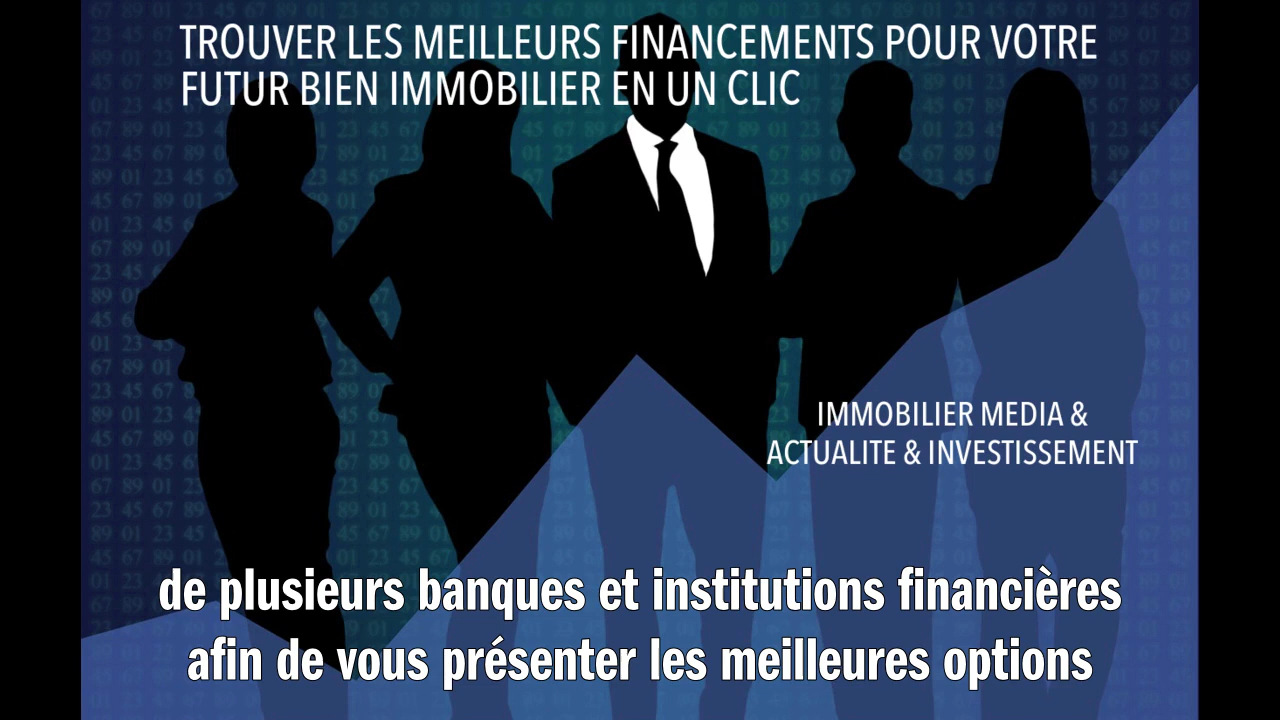 TROUVER LES MEILLEURS FINANCEMENTS POUR VOTRE
FUTUR BIEN IMMOBILIER EN UN CLIC
IMMOBILIER MEDIA &
ACTUALITE & INVESTISSEMENT
de plusieurs banques et institutions financières
afin de vous présenter les meilleures options